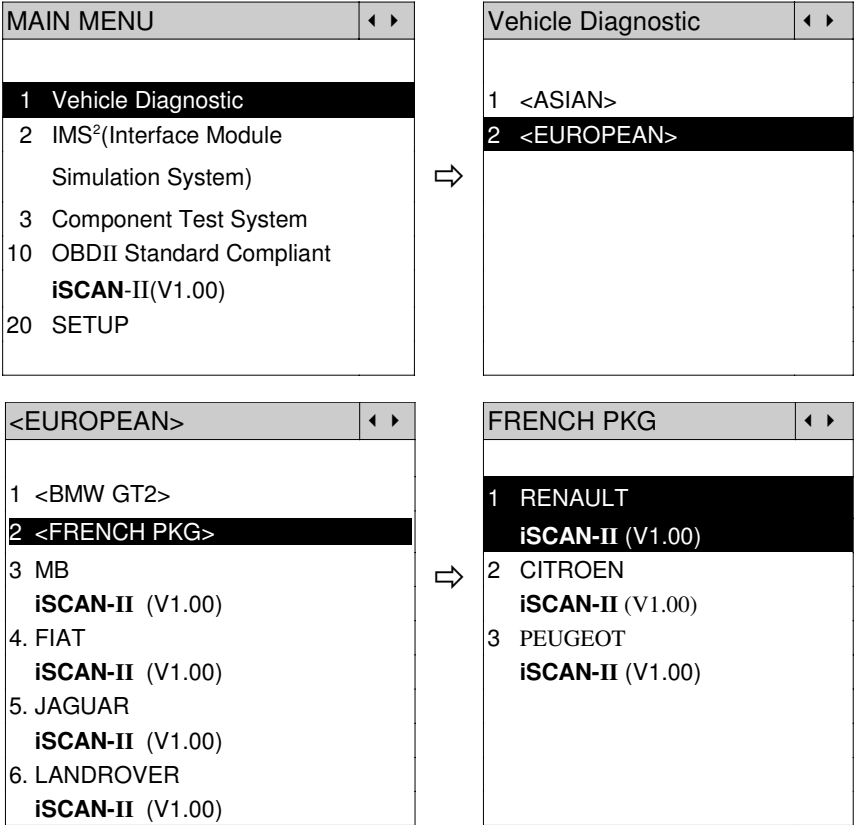 MAIN MENU
1 Vehicle Diagnostic
2 IMS²(Interface Module
Simulation System)
3 Component Test System
10 OBDII Standard Compliant
iSCAN-II(V1.00)
20 SETUP
Vehicle Diagnostic
1 <ASIAN>
2 <EUROPEAN>
<EUROPEAN>
1 <BMW GT2>
2 <FRENCH PKG>
3 MB
iSCAN-II (V1.00)
4. FIAT
iSCAN-II (V1.00)
5. JAGUAR
iSCAN-II (V1.00)
6. LANDROVER
iSCAN-II (V1.00)
FRENCH PKG
1 RENAULT
iSCAN-II (V1.00)
2 CITROEN
iSCAN-II (V1.00)
3 PEUGEOT
iSCAN-II (V1.00)